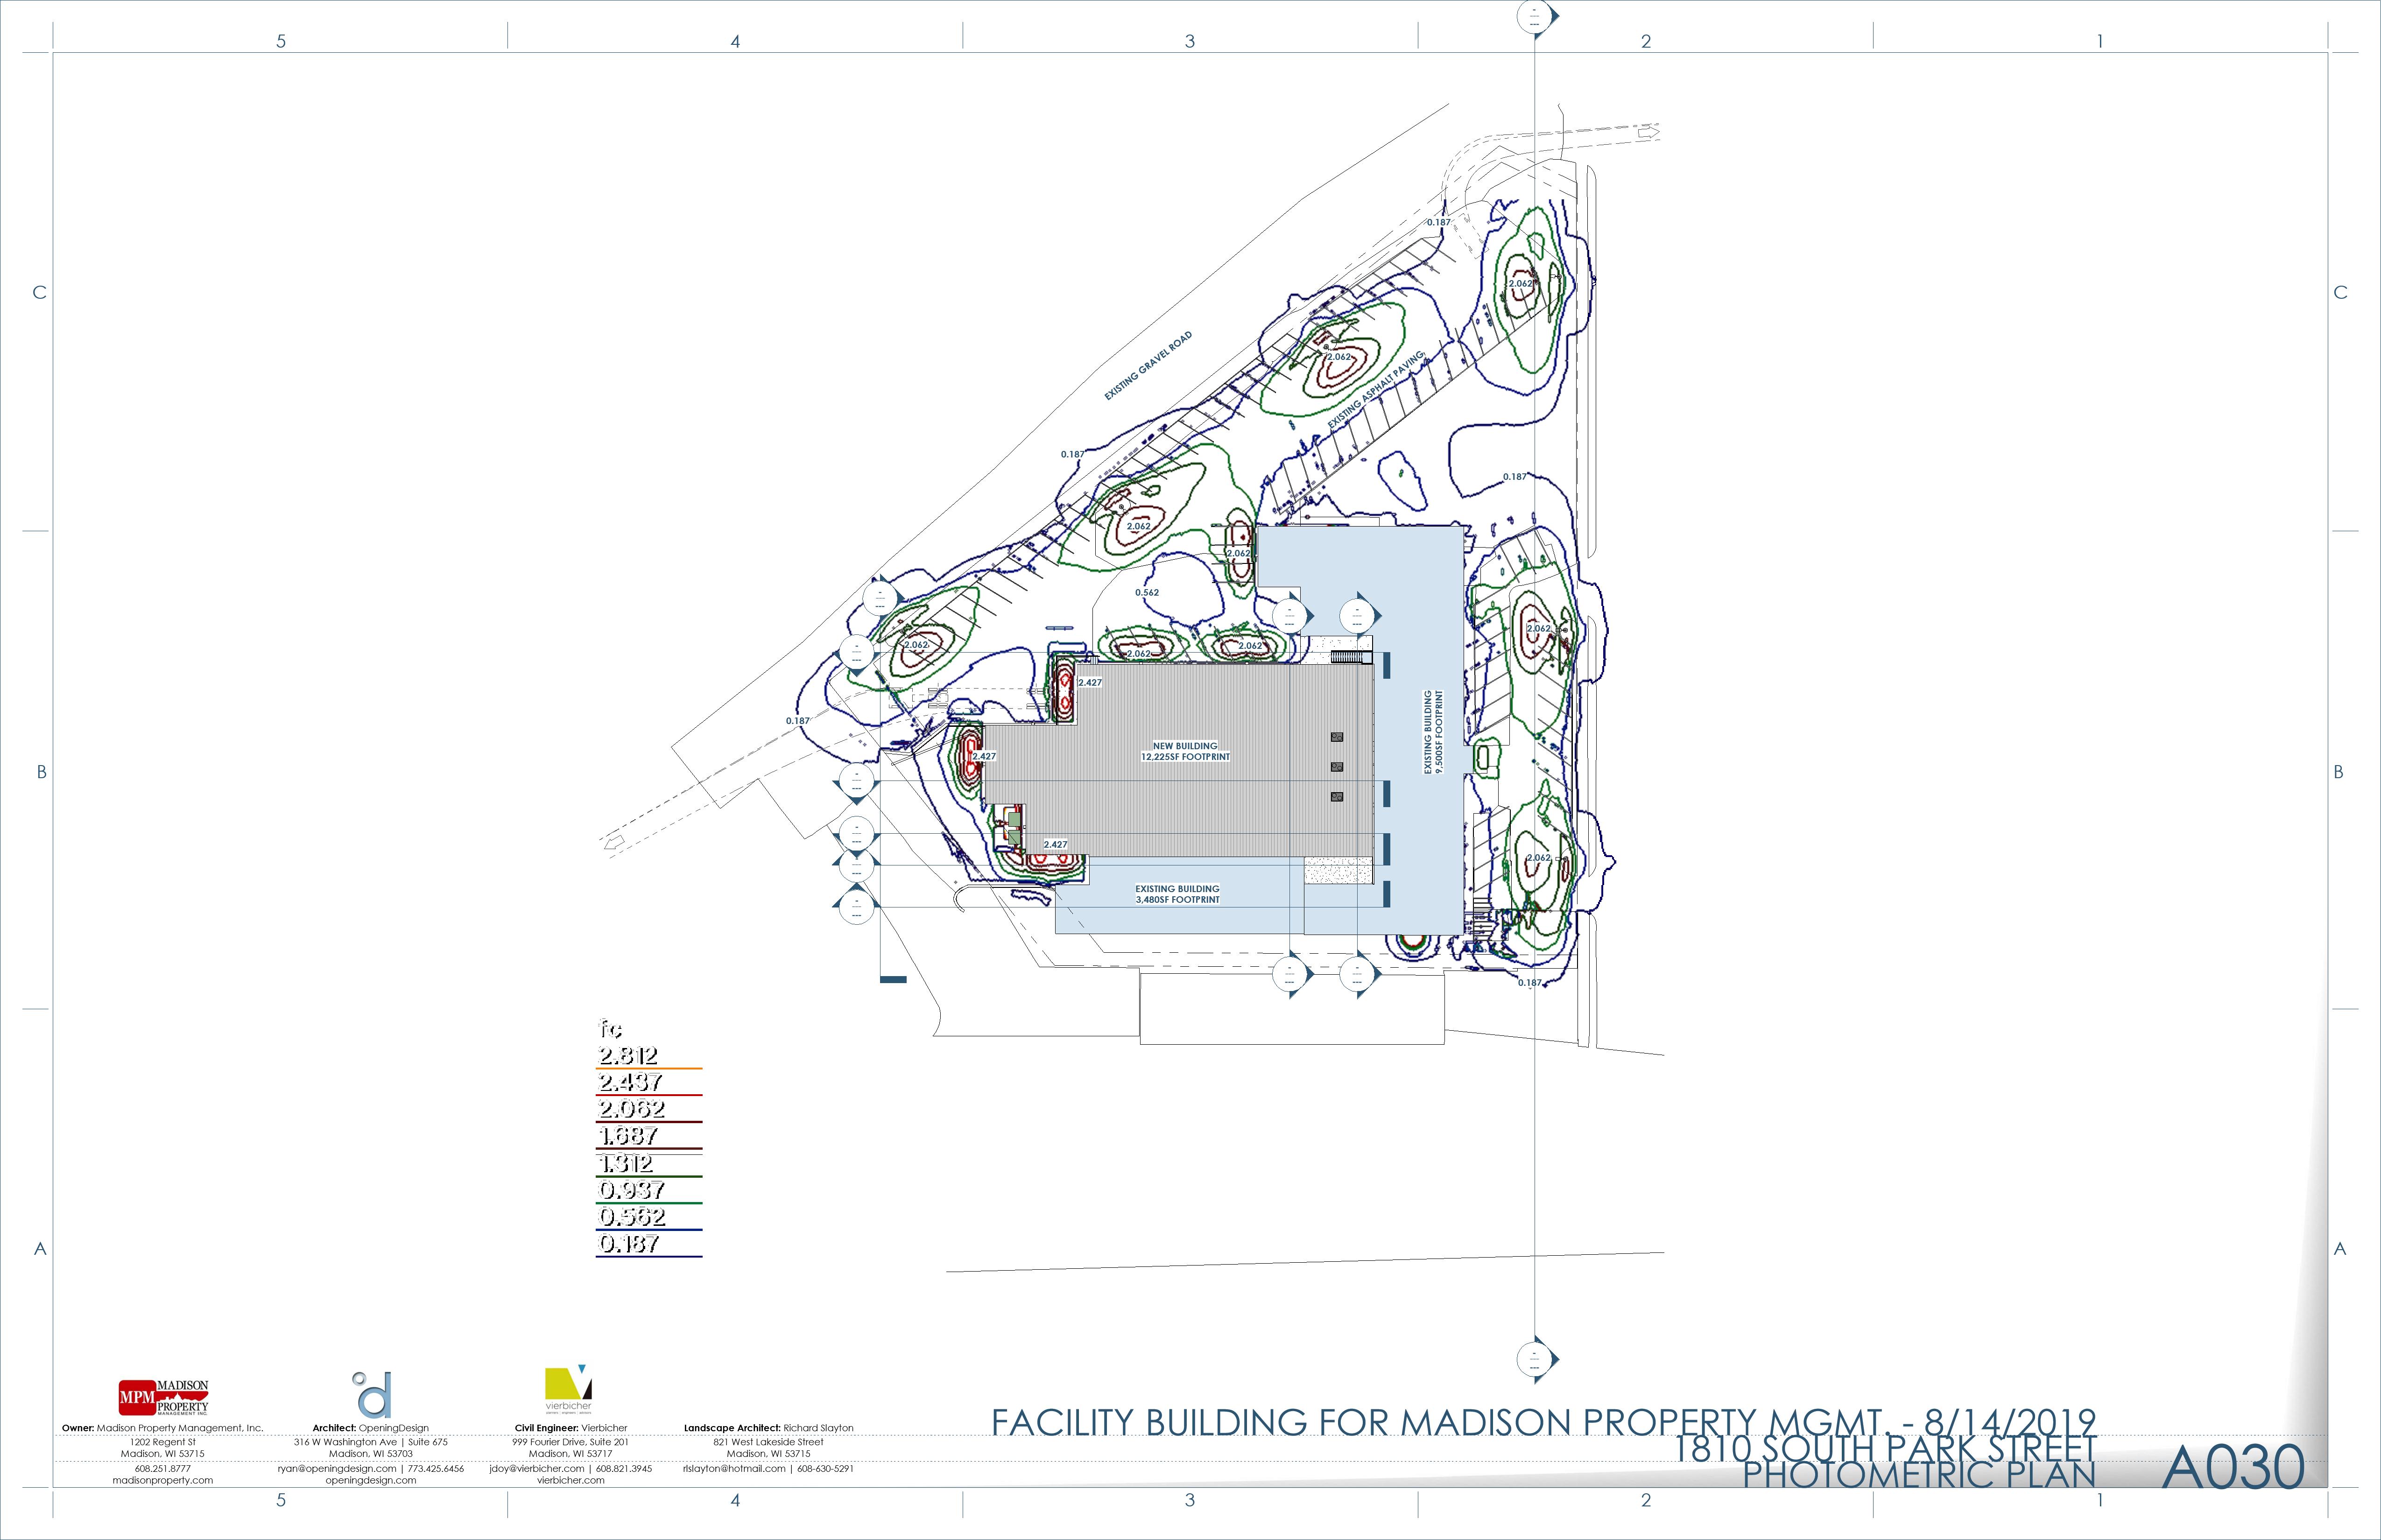 5 4 3 2 1
C
C
B
B
A
A
0.187
2.062
EXISTING GRAVEL ROAD
2.062
EXISTING ASPHALT PAVING
0.187
0.187
2.062
2.062
0.562
2.062
2.062
2.062
2.062
2.427
0.187
2.427
NEW BUILDING
12,225SF FOOTPRINT
EXISTING BUILDING
9,500SF FOOTPRINT
2.427
2.062
EXISTING BUILDING
3,480SF FOOTPRINT
0.187
fc
2.812
2.437
2.062
1.687
1.312
0.937
0.562
0.187
MPM MADISON
PROPERTY
MANAGEMENT INC.
Owner: Madison Property Management, Inc.
1202 Regent St
Madison, WI 53715
608.251.8777
madisonproperty.com
d
Architect: OpeningDesign
316 W Washington Ave | Suite 675
Madison, WI 53703
ryan@openingdesign.com | 773.425.6456
openingdesign.com
vierbicher
planners | engineers | advisors
Civil Engineer: Vierbicher
999 Fourier Drive, Suite 201
Madison, WI 53717
jdoy@vierbicher.com | 608.821.3945
vierbicher.com
Landscape Architect: Richard Slayton
821 West Lakeside Street
Madison, WI 53715
rlslayton@hotmail.com | 608-630-5291
FACILITY BUILDING FOR MADISON PROPERTY MGMT. - 8/14/2019
1810 SOUTH PARK STREET
PHOTOMETRIC PLAN
A030
5 4 3 2 1